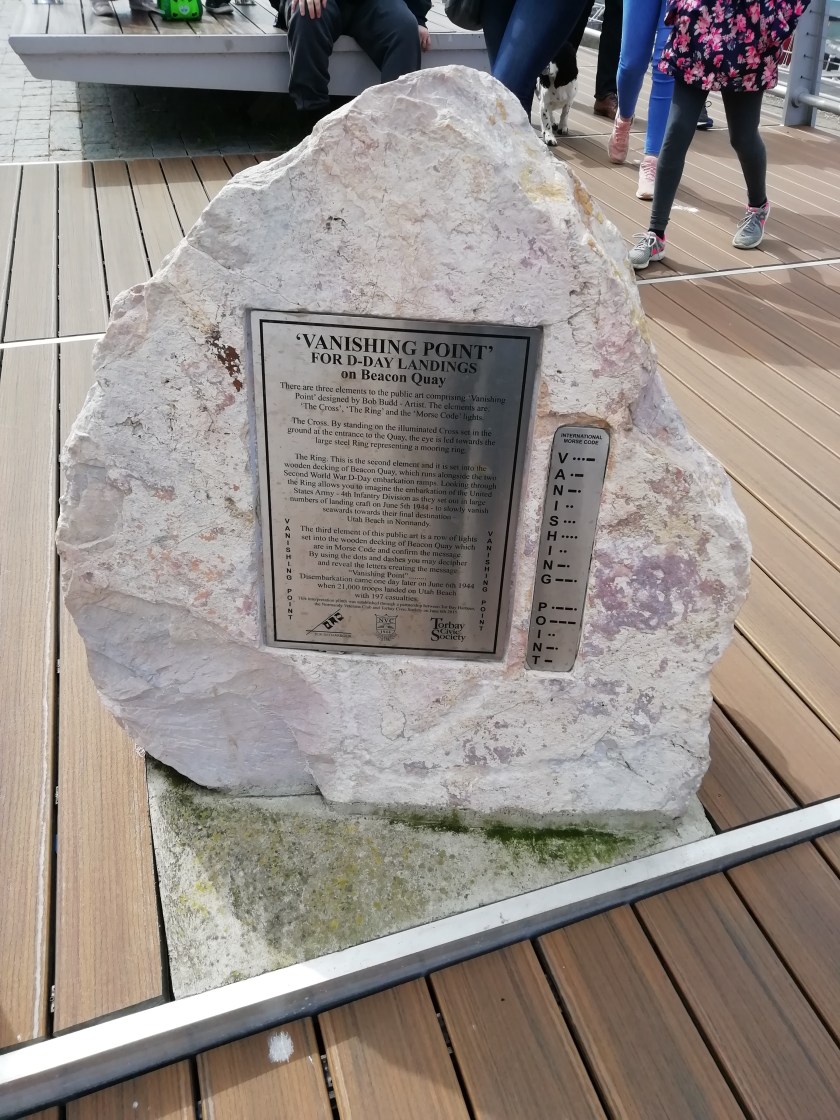 'VANISHING POINT'
FOR D-DAY LANDINGS
on Beacon Quay
There are three elements to the public art comprising 'Vanishing
Point' designed by Bob Budd - Artist. The elements are:
'The Cross', 'The Ring' and the 'Morse Code' lights.
The Cross. By standing on the illuminated Cross set in the
ground at the entrance to the Quay, the eye is led towards the
large steel Ring representing a mooring ring.
The Ring. This is the second element and it is set into the
wooden decking of Beacon Quay, which runs alongside the two
Second World War D-Day embarkation ramps. Looking through
the Ring allows you to imagine the embarkation of the United
States Army - 4th Infantry Division as they set out in large
numbers of landing craft on June 5th 1944 - to slowly vanish
seawards towards their final destination -
Utah Beach in Normandy.
The third element of this public art is a row of lights
set into the wooden decking of Beacon Quay which
are in Morse Code and confirm the message
By using the dots and dashes you may decipher
and reveal the letters creating the message:
"Vanishing Point"
Disembarkation came one day later on June 6th 1944
when 21,000 troops landed on Utah Beach
with 197 casualties.
VANISHING POINT
VANISHING POINT
Torbay
Civic
Society
INTERNATIONAL
MORSE CODE
V ···–
A ·–
N –·
I ··
S ···
H ····
I ··
N –·
G ––·
P ·––·
O –––
I ··
N –·
T –